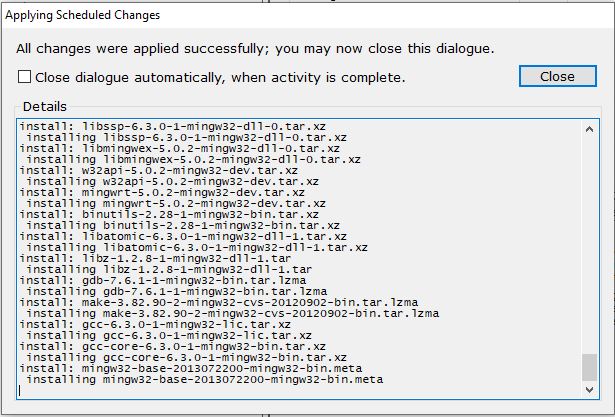 Applying Scheduled Changes
All changes were applied successfully; you may now close this dialogue.
Close dialogue automatically, when activity is complete.
Close
Details
install: libssp-6.3.0-1-mingw32-dll-0.tar.xz
 installing libssp-6.3.0-1-mingw32-dll-0.tar.xz
install: libmingwex-5.0.2-mingw32-dll-0.tar.xz
 installing libmingwex-5.0.2-mingw32-dll-0.tar.xz
install: w32api-5.0.2-mingw32-dev.tar.xz
 installing w32api-5.0.2-mingw32-dev.tar.xz
install: mingwrt-5.0.2-mingw32-dev.tar.xz
 installing mingwrt-5.0.2-mingw32-dev.tar.xz
install: binutils-2.28-1-mingw32-bin.tar.xz
 installing binutils-2.28-1-mingw32-bin.tar.xz
install: libatomic-6.3.0-1-mingw32-dll-1.tar.xz
 installing libatomic-6.3.0-1-mingw32-dll-1.tar.xz
install: libz-1.2.8-1-mingw32-dll-1.tar
 installing libz-1.2.8-1-mingw32-dll-1.tar
install: gdb-7.6.1-1-mingw32-bin.tar.lzma
 installing gdb-7.6.1-1-mingw32-bin.tar.lzma
install: make-3.82.90-2-mingw32-cvs-20120902-bin.tar.lzma
 installing make-3.82.90-2-mingw32-cvs-20120902-bin.tar.lzma
install: gcc-6.3.0-1-mingw32-lic.tar.xz
 installing gcc-6.3.0-1-mingw32-lic.tar.xz
install: gcc-core-6.3.0-1-mingw32-bin.tar.xz
 installing gcc-core-6.3.0-1-mingw32-bin.tar.xz
install: mingw32-base-2013072200-mingw32-bin.meta
 installing mingw32-base-2013072200-mingw32-bin.meta